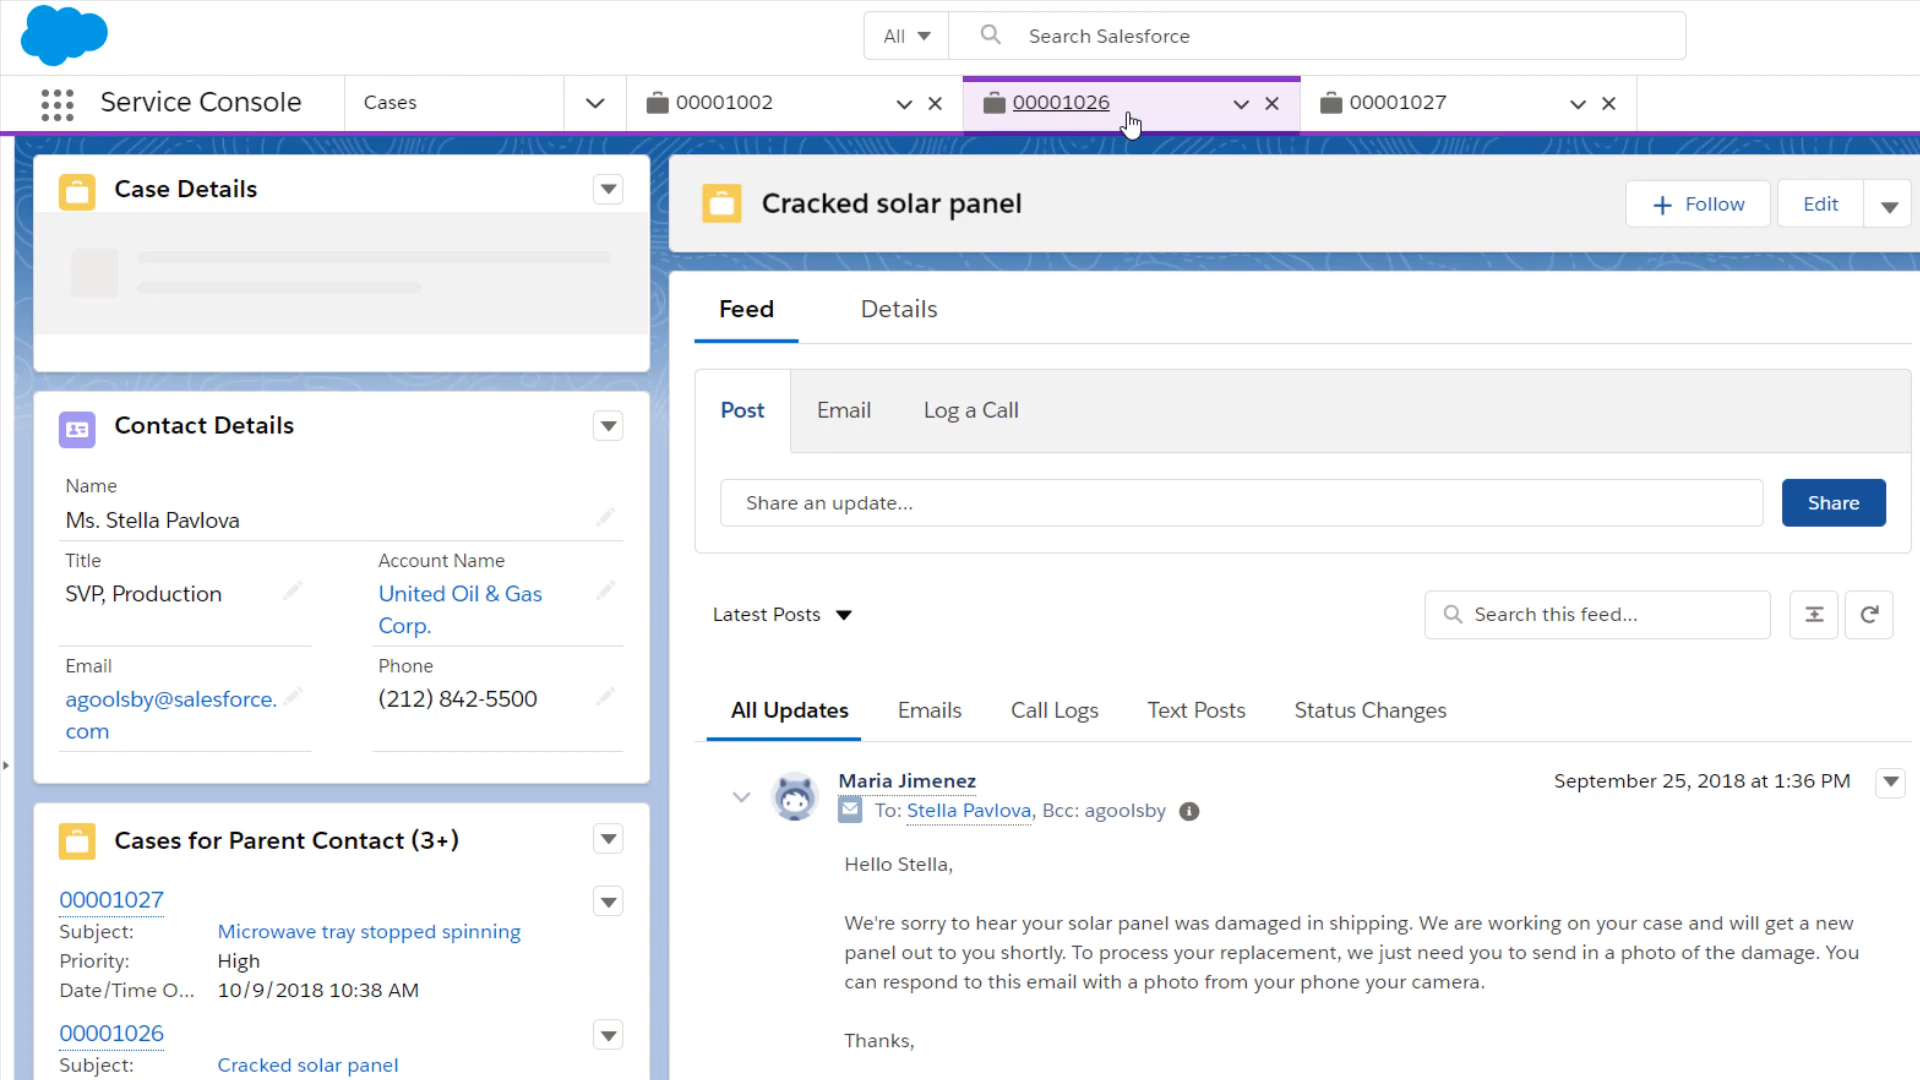 All
Search Salesforce
Service Console
Cases
00001002
00001026
00001027
Case Details
Contact Details
Name
Ms. Stella Pavlova
Title
SVP, Production
Account Name
United Oil & Gas
Corp.
Email
agoolsby@salesforce.
com
Phone
(212) 842-5500
Cases for Parent Contact (3+)
00001027
Subject: Microwave tray stopped spinning
Priority: High
Date/Time O... 10/9/2018 10:38 AM
00001026
Subject: Cracked solar panel
Cracked solar panel
Follow
Edit
Feed
Details
Post
Email
Log a Call
Share an update...
Share
Latest Posts
Search this feed...
All Updates
Emails
Call Logs
Text Posts
Status Changes
Maria Jimenez
September 25, 2018 at 1:36 PM
To: Stella Pavlova, Bcc: agoolsby
Hello Stella,
We're sorry to hear your solar panel was damaged in shipping. We are working on your case and will get a new
panel out to you shortly. To process your replacement, we just need you to send in a photo of the damage. You
can respond to this email with a photo from your phone your camera.
Thanks,